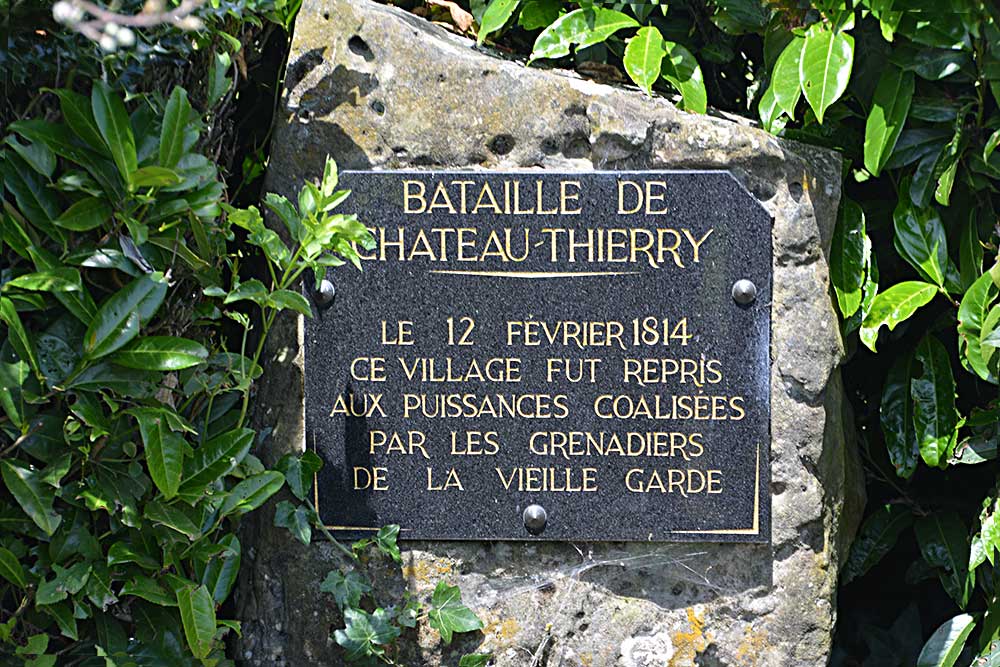 BATAILLE DE
CHATEAU-THIERRY
LE 12 FÉVRIER 1814
CE VILLAGE FUT REPRIS
AUX PUISSANCES COALISÉES
PAR LES GRENADIERS
DE LA VIEILLE GARDE